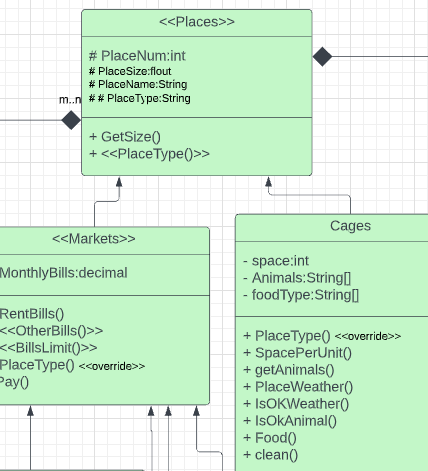 <<Places>>
# PlaceNum:int
# PlaceSize:flout
# PlaceName:String
# # PlaceType:String
m..n
+ GetSize()
+ <<PlaceType()>>
<<Markets>>
MonthlyBills:decimal
RentBills()
<<OtherBills()>>
<<BillsLimit()>>
PlaceType() <<override>>
Pay()
Cages
- space:int
- Animals:String[]
- foodType:String[]
+ PlaceType() <<override>>
+ SpacePerUnit()
+ getAnimals()
+ PlaceWeather()
+ IsOKWeather()
+ IsOkAnimal()
+ Food()
+ clean()